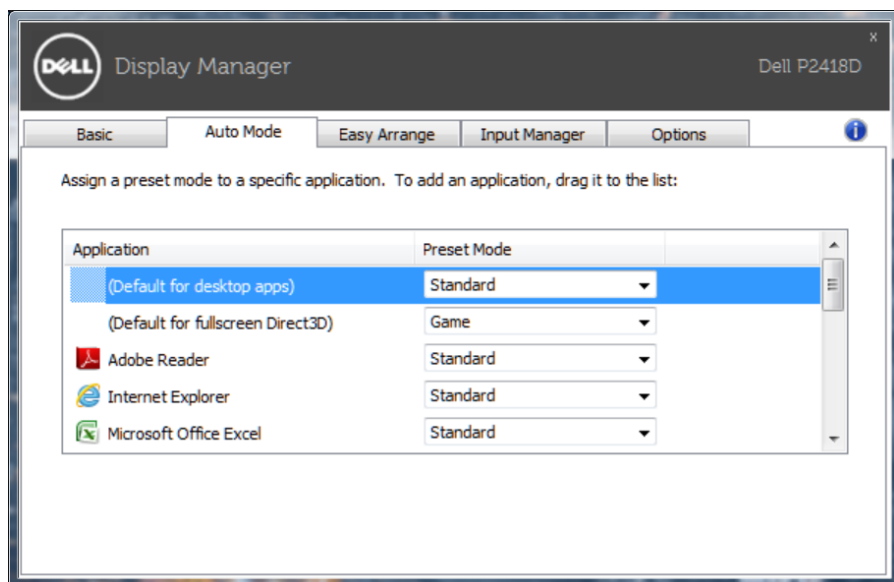 x
DELL Display Manager Dell P2418D
Basic Auto Mode Easy Arrange Input Manager Options i
Assign a preset mode to a specific application. To add an application, drag it to the list:
Application Preset Mode
(Default for desktop apps) Standard
(Default for fullscreen Direct3D) Game
Adobe Reader Standard
Internet Explorer Standard
Microsoft Office Excel Standard